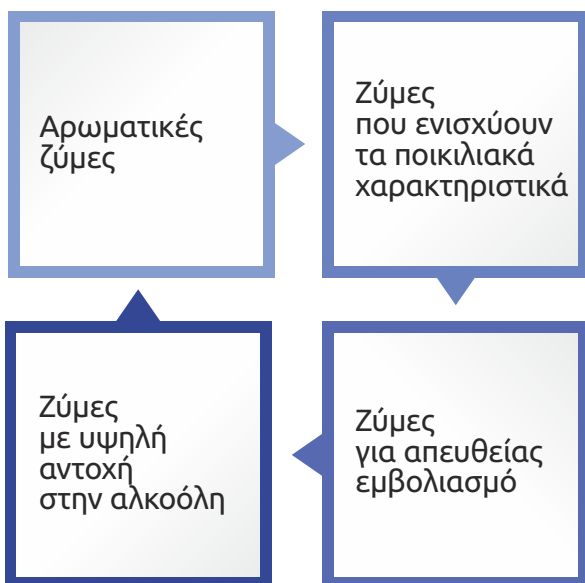 Αρωματικές
ζύμες
Ζύμες
που ενισχύουν
τα ποικιλιακά
χαρακτηριστικά
Ζύμες
με υψηλή
αντοχή
στην αλκοόλη
Ζύμες
για απευθείας
εμβολιασμό